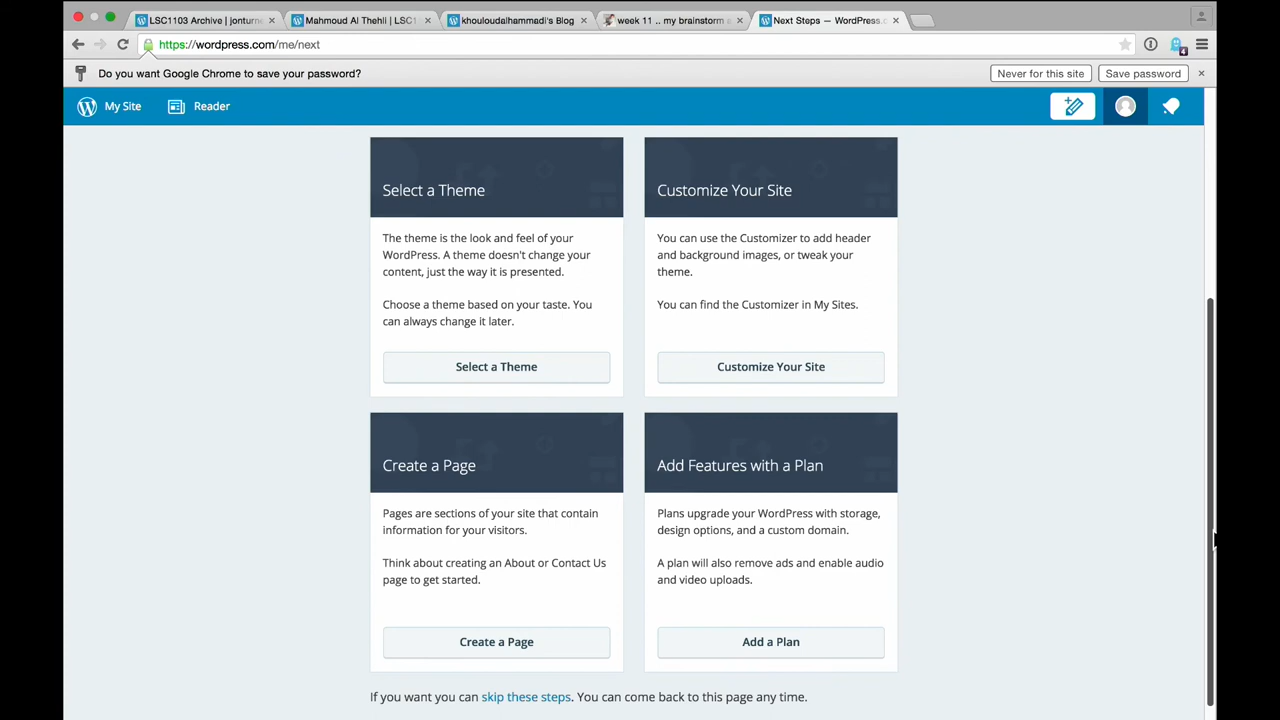 LSC1103 Archive | jonturne
Mahmoud Al Thehli | LSC1
khouloudalhammadi's Blog
week 11 .. my brainstorm a
Next Steps — WordPress.c
https://wordpress.com/me/next
4
Do you want Google Chrome to save your password?
Never for this site
Save password
My Site
Reader
Select a Theme
The theme is the look and feel of your
WordPress. A theme doesn't change your
content, just the way it is presented.
Choose a theme based on your taste. You
can always change it later.
Select a Theme
Customize Your Site
You can use the Customizer to add header
and background images, or tweak your
theme.
You can find the Customizer in My Sites.
Customize Your Site
Create a Page
Pages are sections of your site that contain
information for your visitors.
Think about creating an About or Contact Us
page to get started.
Create a Page
Add Features with a Plan
Plans upgrade your WordPress with storage,
design options, and a custom domain.
A plan will also remove ads and enable audio
and video uploads.
Add a Plan
If you want you can skip these steps. You can come back to this page any time.